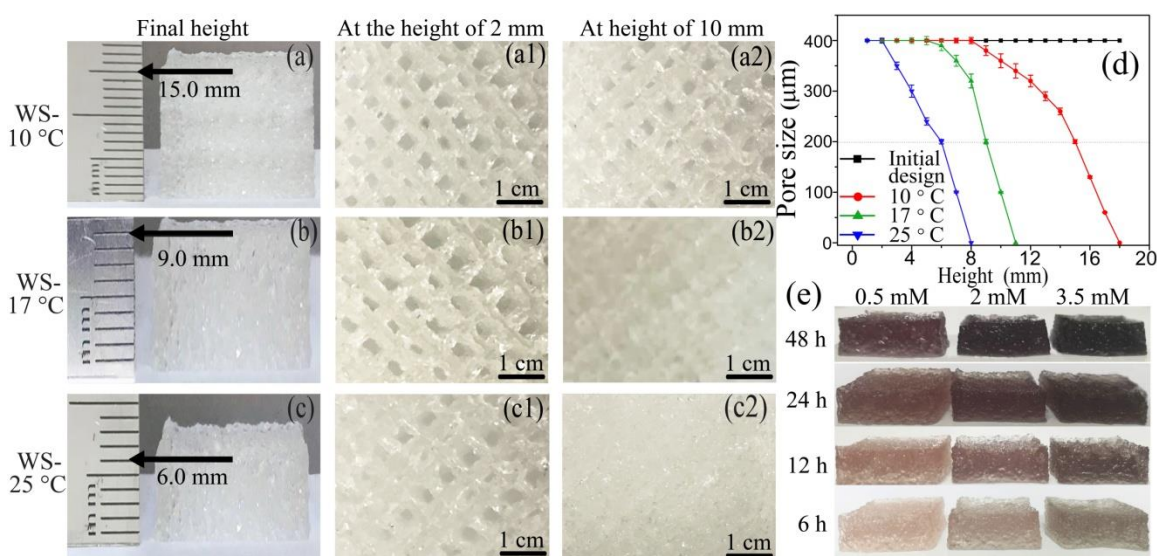 Final height
At the height of 2 mm
At height of 10 mm
WS-
10 °C
(a)
15.0 mm
(a1)
1 cm
(a2)
1 cm
WS-
17 °C
(b)
9.0 mm
(b1)
1 cm
(b2)
1 cm
WS-
25 °C
(c)
6.0 mm
(c1)
1 cm
(c2)
1 cm
(d)
Pore size (μm)
400
300
200
100
0
Initial
design
10 ° C
17 ° C
25 ° C
0 4 8 12 16 20
Height (mm)
(e)
0.5 mM 2 mM 3.5 mM
48 h
24 h
12 h
6 h